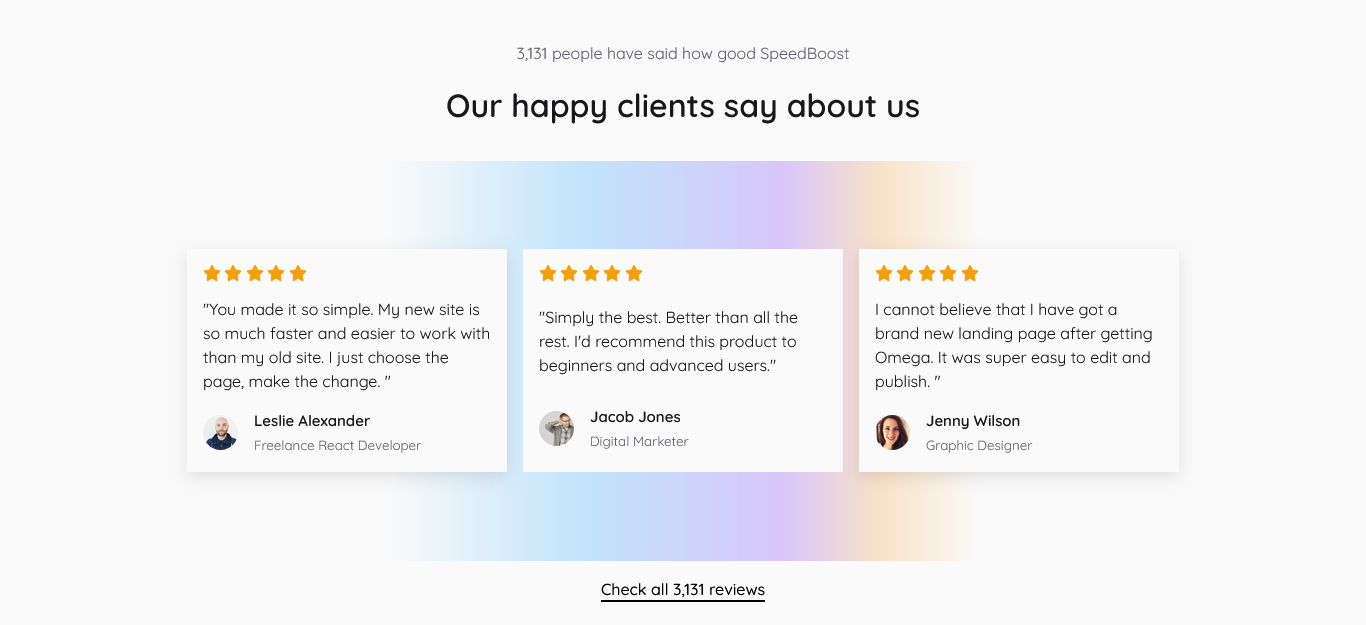 3,131 people have said how good SpeedBoost
Our happy clients say about us
"You made it so simple. My new site is
so much faster and easier to work with
than my old site. I just choose the
page, make the change. "
Leslie Alexander
Freelance React Developer
"Simply the best. Better than all the
rest. I'd recommend this product to
beginners and advanced users."
Jacob Jones
Digital Marketer
I cannot believe that I have got a
brand new landing page after getting
Omega. It was super easy to edit and
publish. "
Jenny Wilson
Graphic Designer
Check all 3,131 reviews